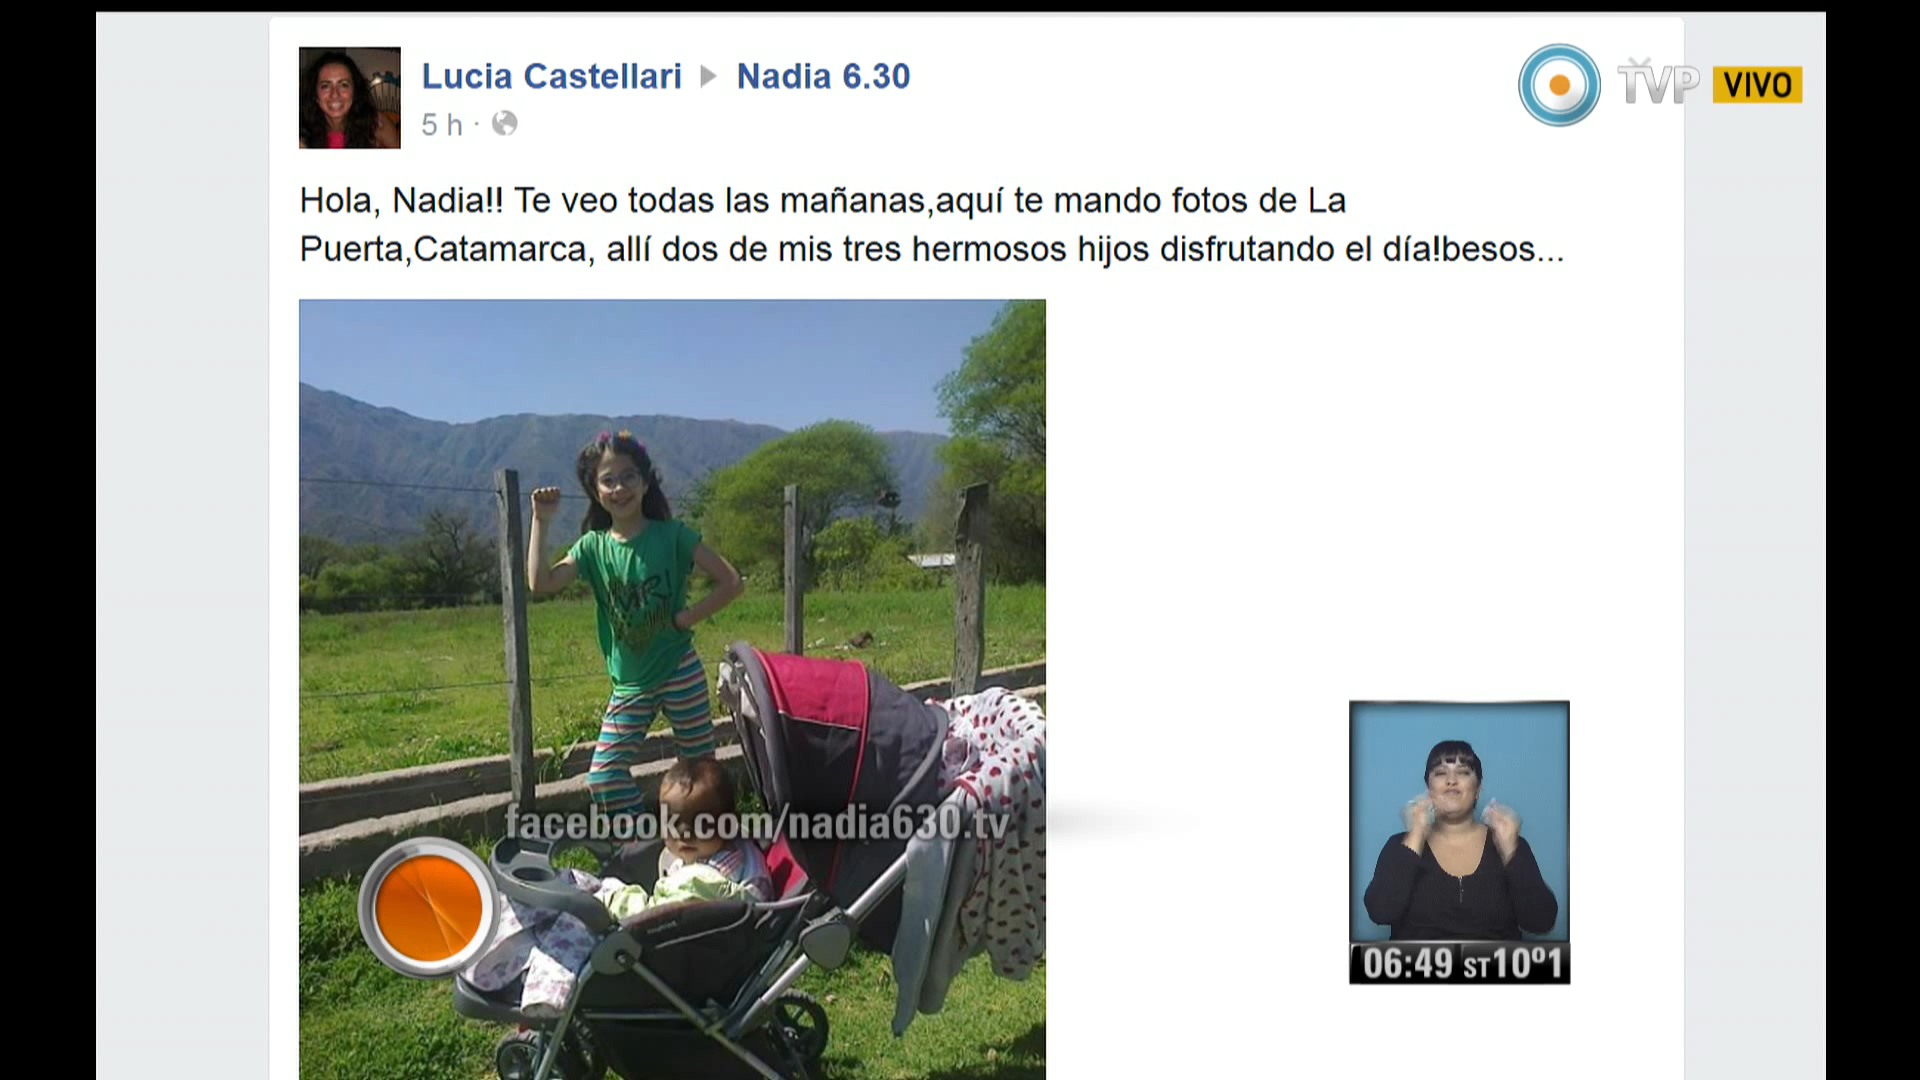 Lucia Castellari Nadia 6.30
5 h ·
TVP VIVO
Hola, Nadia!! Te veo todas las mañanas,aquí te mando fotos de La
Puerta,Catamarca, allí dos de mis tres hermosos hijos disfrutando el día!besos...
facebook.com/nadia630.tv
06:49 ST10º1